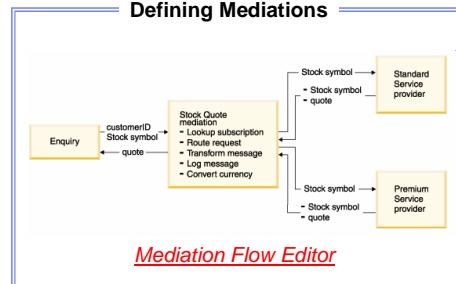 Defining Mediations
Stock symbol
Standard
Service
provider
- Stock symbol
- quote
Stock Quote
mediation
- Lookup subscription
- Route request
- Transform message
- Log message
- Convert currency
customerID
Stock symbol
Enquiry
quote
Stock symbol
Premium
Service
provider
- Stock symbol
- quote
Mediation Flow Editor